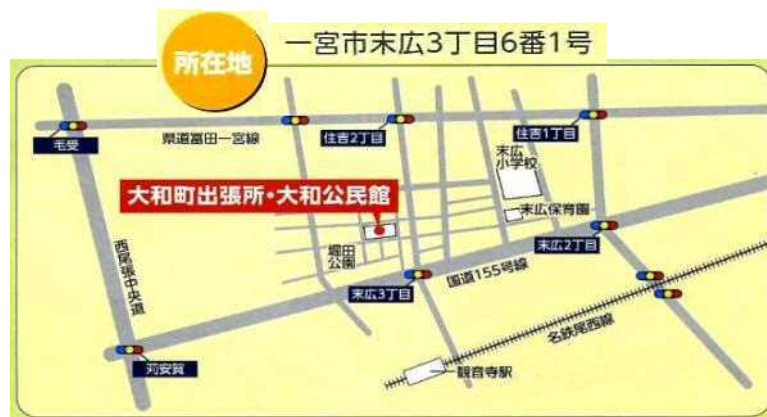 所在地
一宮市末広3丁目6番1号
毛受
県道冨田一宮線
住吉2丁目
住吉1丁目
末広
小学校
大和町出張所・大和公民館
末広保育園
堀田
公園
末広2丁目
西尾張中央道
末広3丁目
国道155号線
名鉄尾西線
苅安賀
観音寺駅